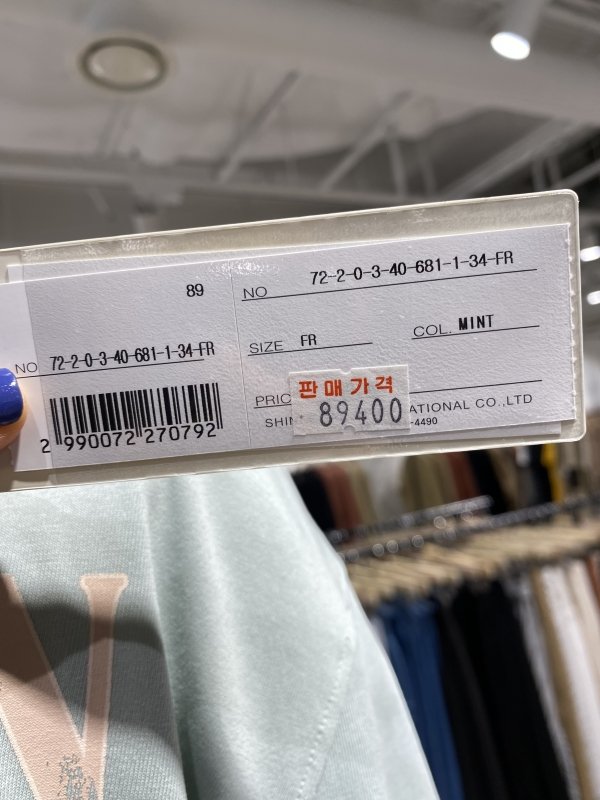 89
NO 72-2-0-3-40-681-1-34-FR
2 990072 270792
NO 72-2-0-3-40-681-1-34-FR
SIZE FR COL. MINT
PRIC
판매가격
89400
SHIN ATIONAL CO.,LTD
-4490